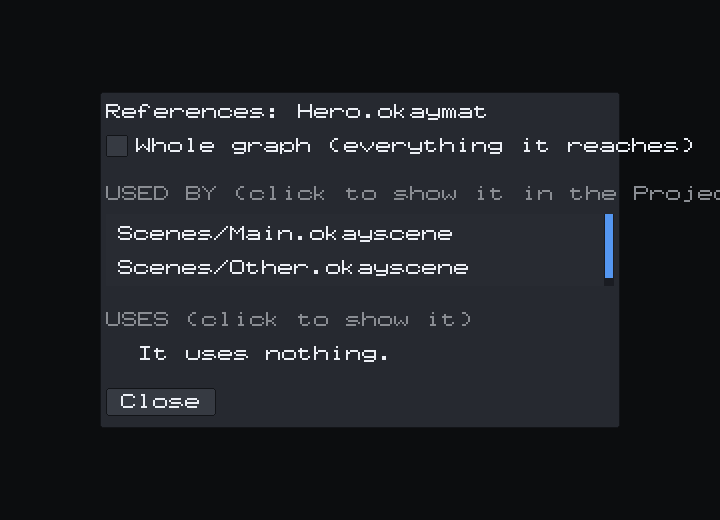 References: Hero.okaymat
Whole graph (everything it reaches)
USED BY (click to show it in the Projec
Scenes/Main.okayscene
Scenes/Other.okayscene
USES (click to show it)
It uses nothing.
Close